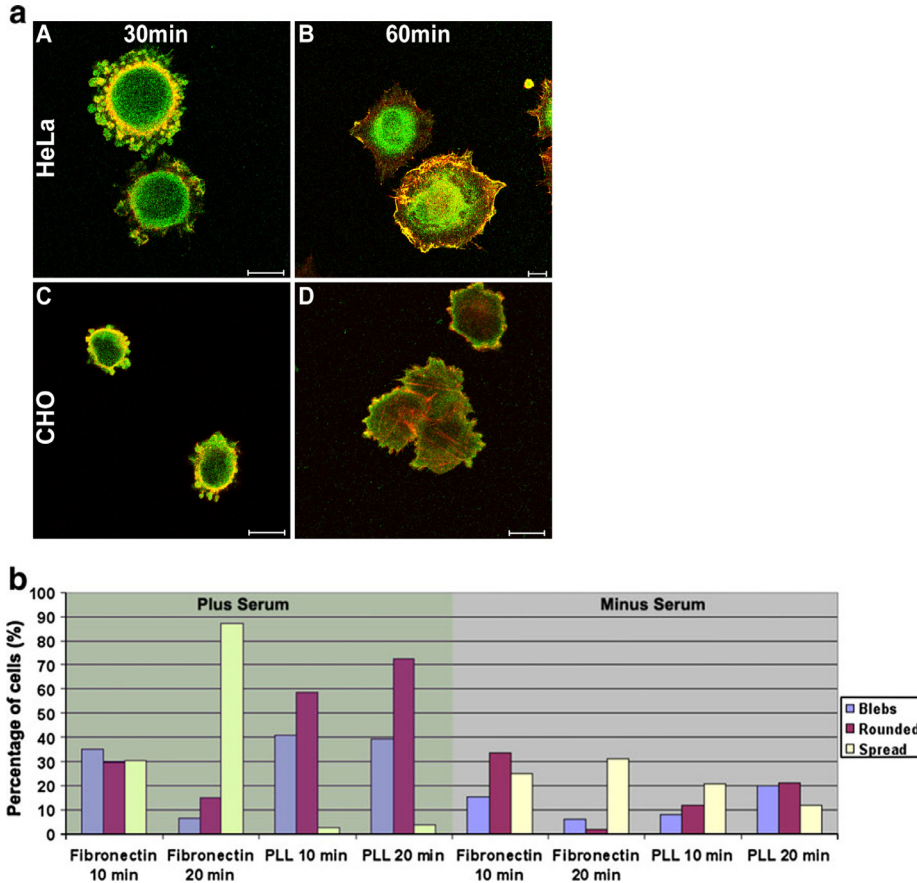 a
A 30min
B 60min
HeLa
C
D
CHO
b
Percentage of cells (%)
100
90
80
70
60
50
40
30
20
10
0
Plus Serum
Minus Serum
Fibronectin 10 min
Fibronectin 20 min
PLL 10 min
PLL 20 min
Fibronectin 10 min
Fibronectin 20 min
PLL 10 min
PLL 20 min
Blebs
Rounded
Spread